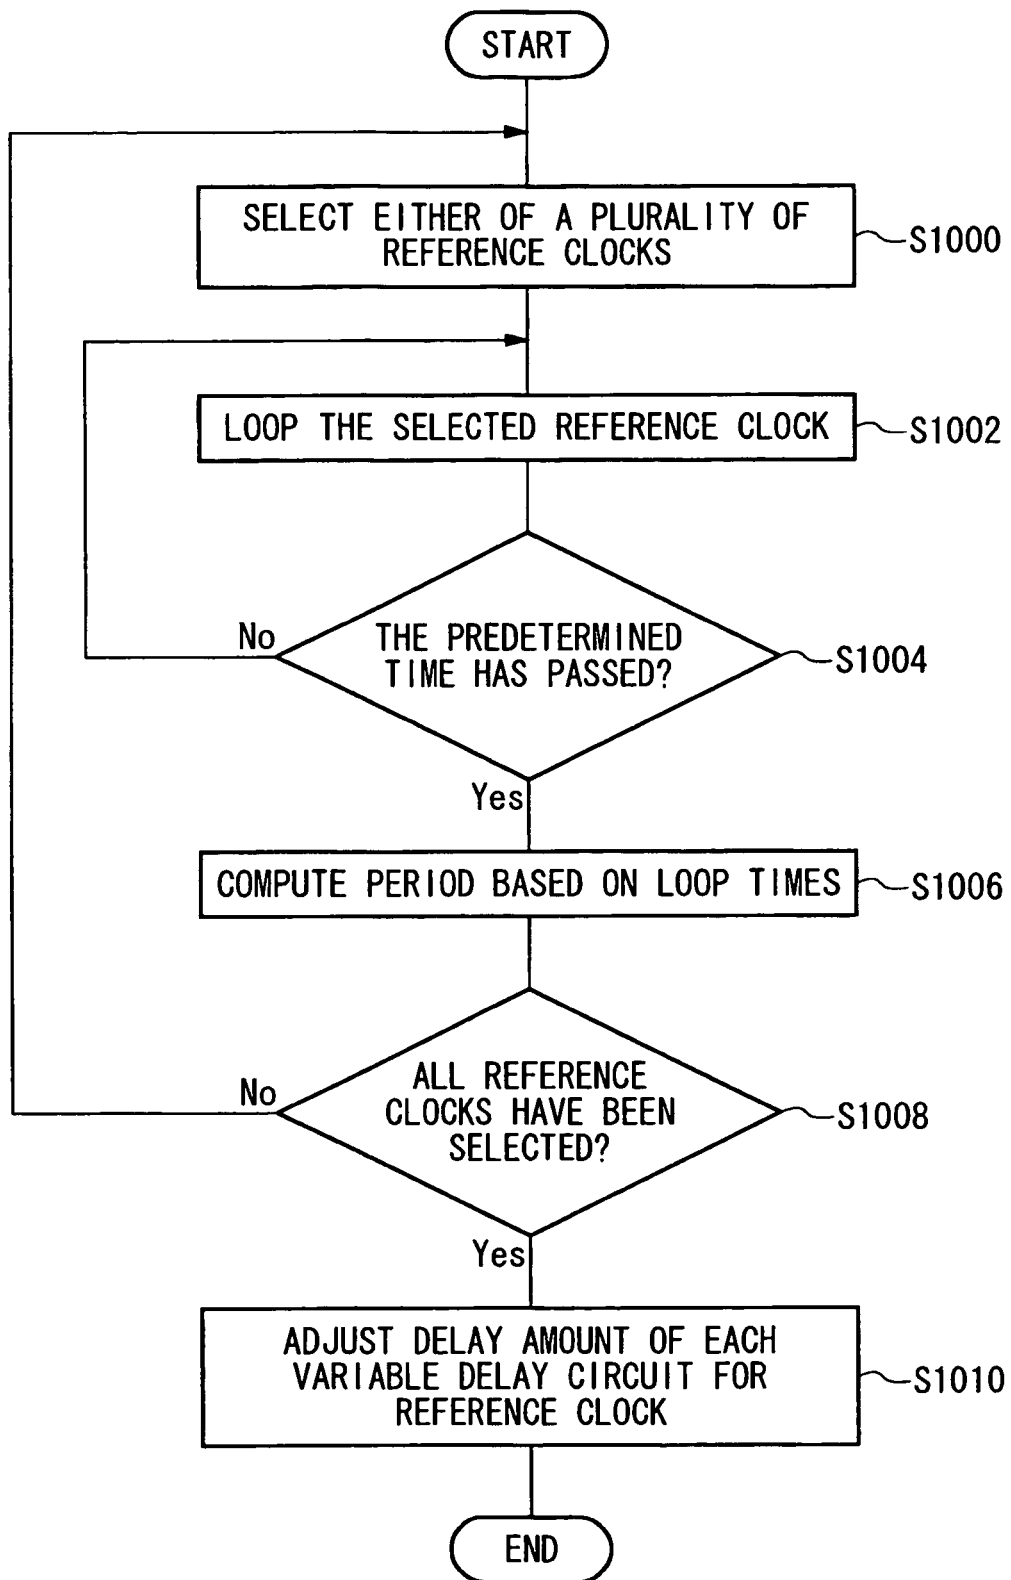 START
SELECT EITHER OF A PLURALITY OF
REFERENCE CLOCKS
S1000
LOOP THE SELECTED REFERENCE CLOCK
S1002
No
THE PREDETERMINED
TIME HAS PASSED?
S1004
Yes
COMPUTE PERIOD BASED ON LOOP TIMES
S1006
No
ALL REFERENCE
CLOCKS HAVE BEEN
SELECTED?
S1008
Yes
ADJUST DELAY AMOUNT OF EACH
VARIABLE DELAY CIRCUIT FOR
REFERENCE CLOCK
S1010
END